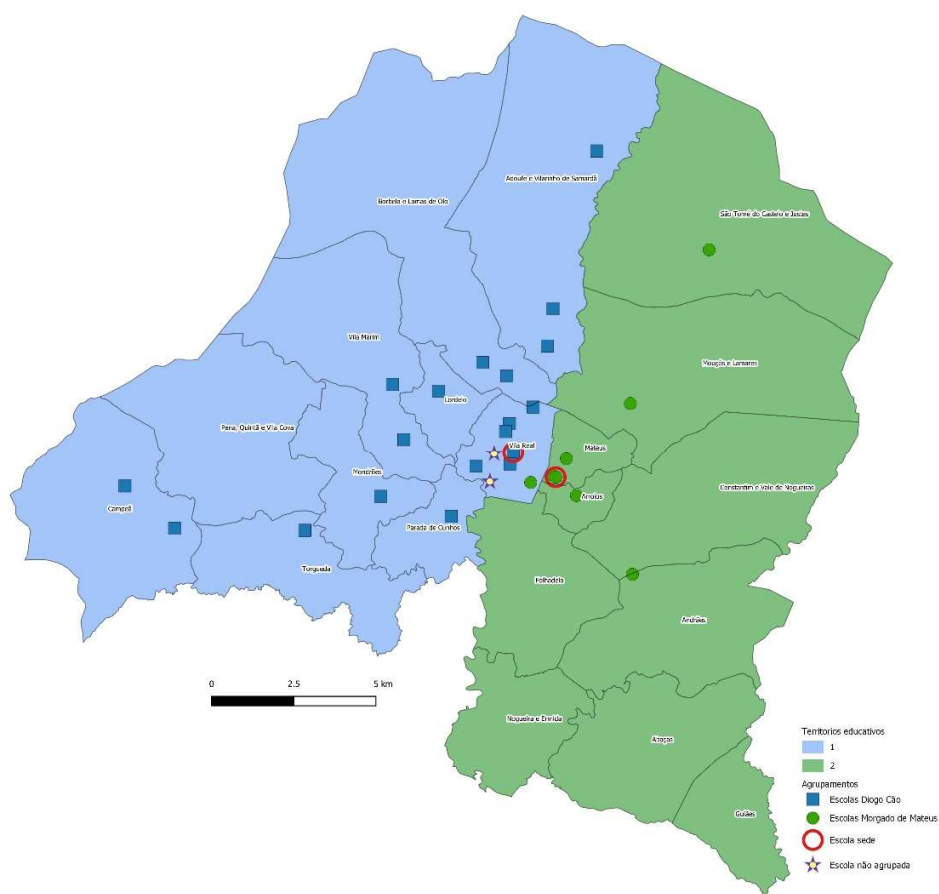 Adoufe e Vilarinho de Samardã
Borbela e Lamas de Olo
São Tomé do Castelo e Justes
Vila Marim
Mouçós e Lamares
Lordelo
Pena, Quintã e Vila Cova
Vila Real
Mateus
Mondrões
Constantim e Vale de Nogueiras
Campeã
Arroios
Parada de Cunhos
Torgueda
Folhadela
Andrães
0 2.5 5 km
Nogueira e Ermida
Abaças
Guiães
Territorios educativos
1
2
Agrupamentos
Escolas Diogo Cão
Escolas Morgado de Mateus
Escola sede
Escola não agrupada